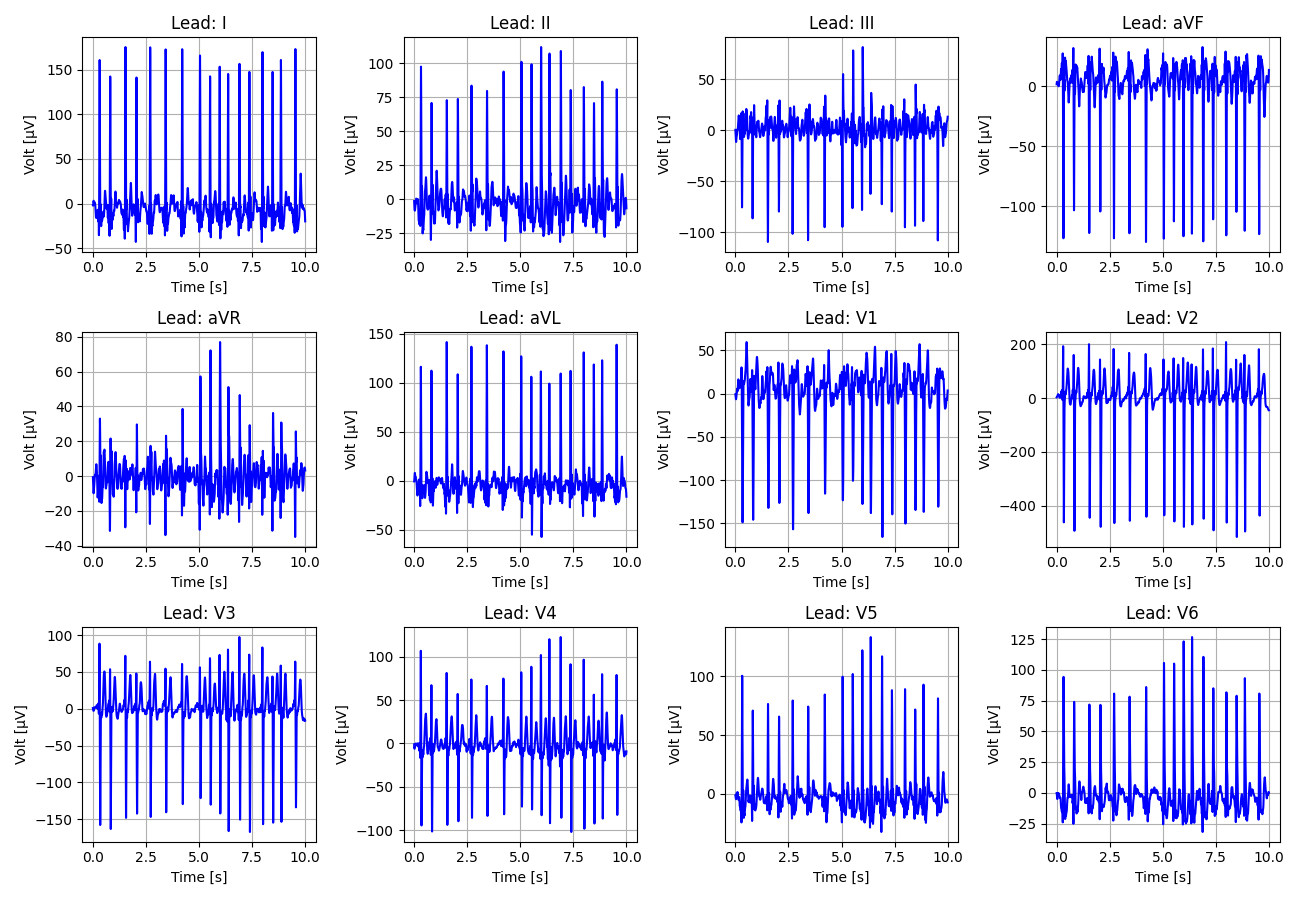 Lead: I Lead: II Lead: III Lead: aVF
Volt [µV] 150 100 50 0 −50
Volt [µV] 100 75 50 25 0 −25
Volt [µV] 50 0 −50 −100
Volt [µV] 0 −50 −100
0.0 2.5 5.0 7.5 10.0 0.0 2.5 5.0 7.5 10.0 0.0 2.5 5.0 7.5 10.0 0.0 2.5 5.0 7.5 10.0
Time [s] Time [s] Time [s] Time [s]
Lead: aVR Lead: aVL Lead: V1 Lead: V2
Volt [µV] 80 60 40 20 0 −20 −40
Volt [µV] 150 100 50 0 −50
Volt [µV] 50 0 −50 −100 −150
Volt [µV] 200 0 −200 −400
0.0 2.5 5.0 7.5 10.0 0.0 2.5 5.0 7.5 10.0 0.0 2.5 5.0 7.5 10.0 0.0 2.5 5.0 7.5 10.0
Time [s] Time [s] Time [s] Time [s]
Lead: V3 Lead: V4 Lead: V5 Lead: V6
Volt [µV] 100 50 0 −50 −100 −150
Volt [µV] 100 50 0 −50 −100
Volt [µV] 100 50 0
Volt [µV] 125 100 75 50 25 0 −25
0.0 2.5 5.0 7.5 10.0 0.0 2.5 5.0 7.5 10.0 0.0 2.5 5.0 7.5 10.0 0.0 2.5 5.0 7.5 10.0
Time [s] Time [s] Time [s] Time [s]